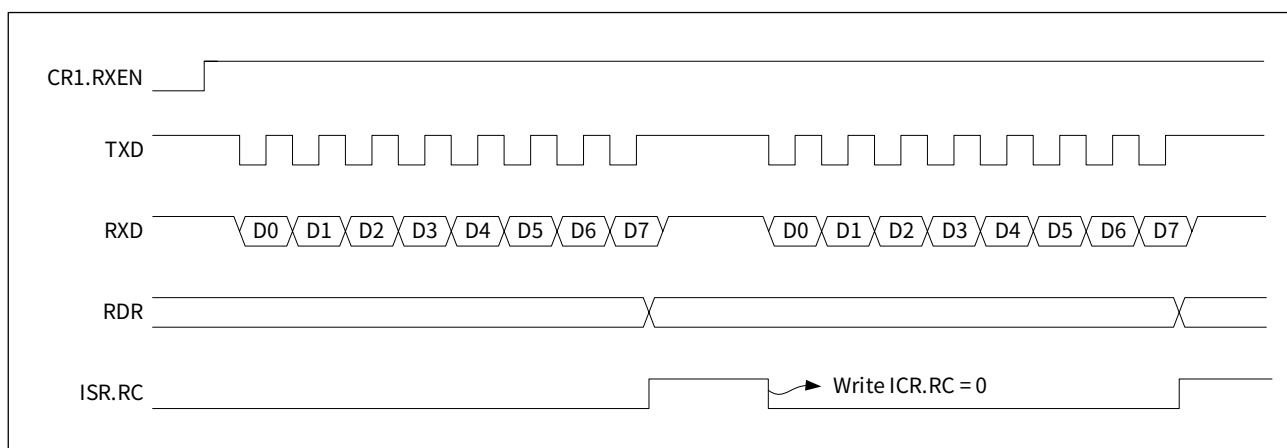 CR1.RXEN
TXD
RXD D0 D1 D2 D3 D4 D5 D6 D7 D0 D1 D2 D3 D4 D5 D6 D7
RDR
ISR.RC Write ICR.RC = 0